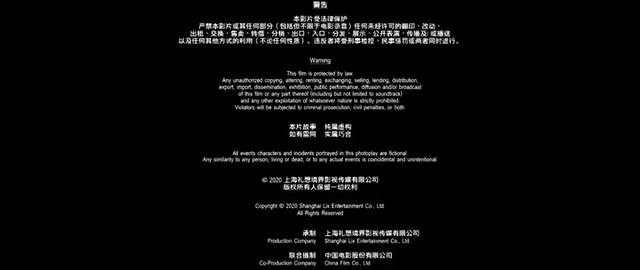 警告
本影片受法律保护
严禁本影片或其任何部分（包括但不限于电影录音）任何未经许可的翻印、改动、
出租、交换、售卖、转借、分销、出口、入口、分发、展示、公开表演、传播及/或播送
以及任何其他方式的利用（不论任何性质）。违反者将受刑事检控、民事惩罚或两者同时进行。
Warning
This film is protected by law
Any unauthorized copying, altering, renting, exchanging, selling, lending, distribution,
export, import, dissemination, exhibition, public performance, diffusion and/or broadcast
of this film or any part thereof (including but not limited to soundtrack)
and any other exploitation of whatsoever nature is strictly prohibited.
Violators will be subjected to criminal prosecution, civil penalties, or both.
本片故事 纯属虚构
如有雷同 实属巧合
All events characters and incidents portrayed in this photoplay are fictional.
Any similarity to any person, living or dead, or to any actual events is coincidental and unintentional
© 2020 上海礼想境界影视传媒有限公司
版权所有人保留一切权利
Copyright © 2020 Shanghai Lix Entertainment Co., Ltd.
All Rights Reserved
承制 上海礼想境界影视传媒有限公司
Production Company Shanghai Lix Entertainment Co., Ltd.
联合摄制 中国电影股份有限公司
Co-Production Company China Film Co., Ltd.